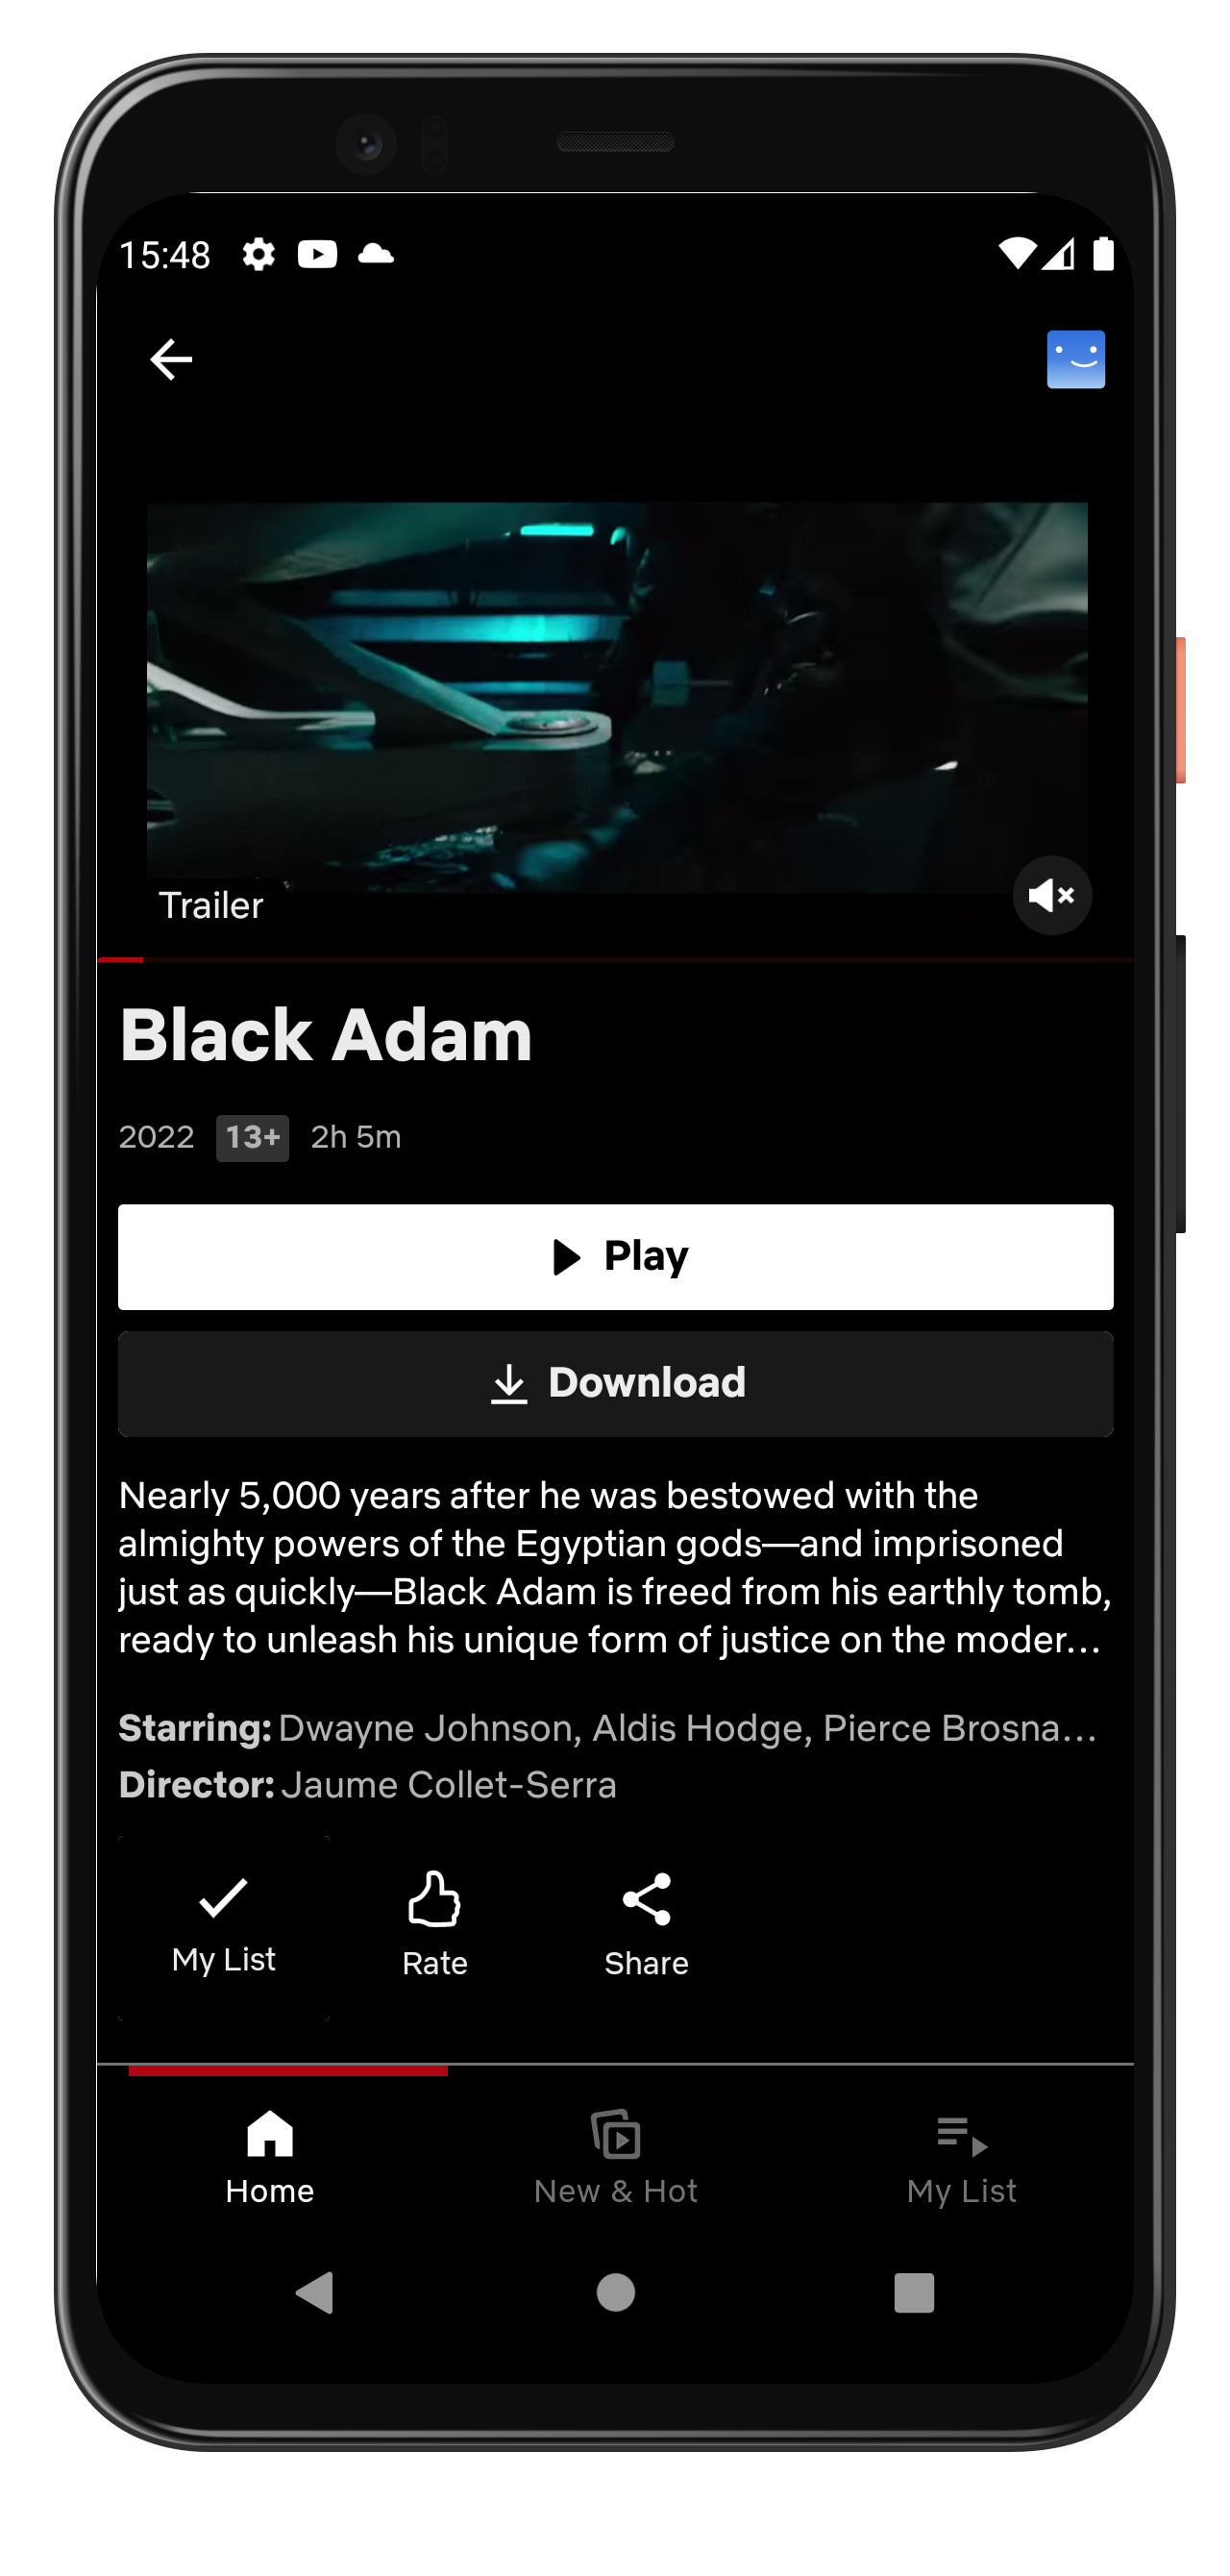 15:48
Trailer
Black Adam
2022 13+ 2h 5m
Play
Download
Nearly 5,000 years after he was bestowed with the
almighty powers of the Egyptian gods—and imprisoned
just as quickly—Black Adam is freed from his earthly tomb,
ready to unleash his unique form of justice on the moder...
Starring: Dwayne Johnson, Aldis Hodge, Pierce Brosna...
Director: Jaume Collet-Serra
My List Rate Share
Home New & Hot My List